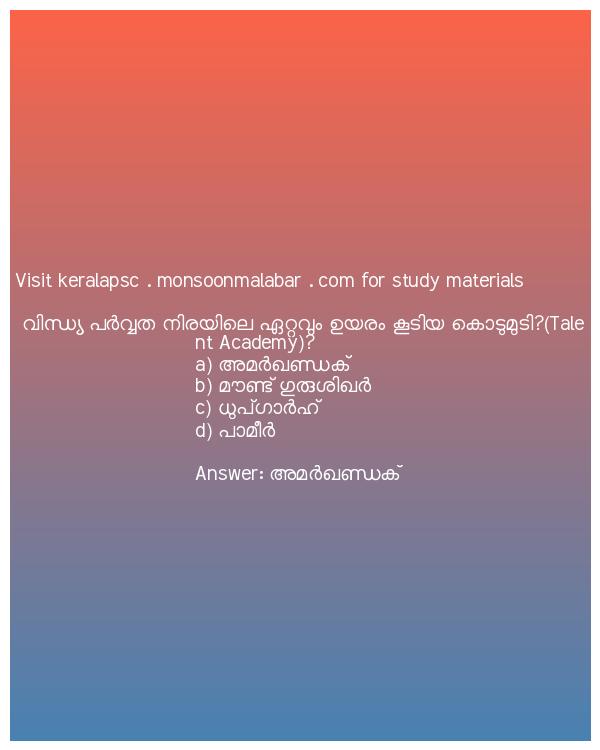 Visit keralapsc . monsoonmalabar . com for study materials
വിന്ധ്യ പർവ്വത നിരയിലെ ഏറ്റവും ഉയരം കൂടിയ കൊടുമുടി?(Tale
nt Academy)?
a) അമർഖണ്ഡക്
b) മൗണ്ട് ഗുരുശിഖർ
c) ധുപ്ഗാർഹ്
d) പാമീർ
Answer: അമർഖണ്ഡക്